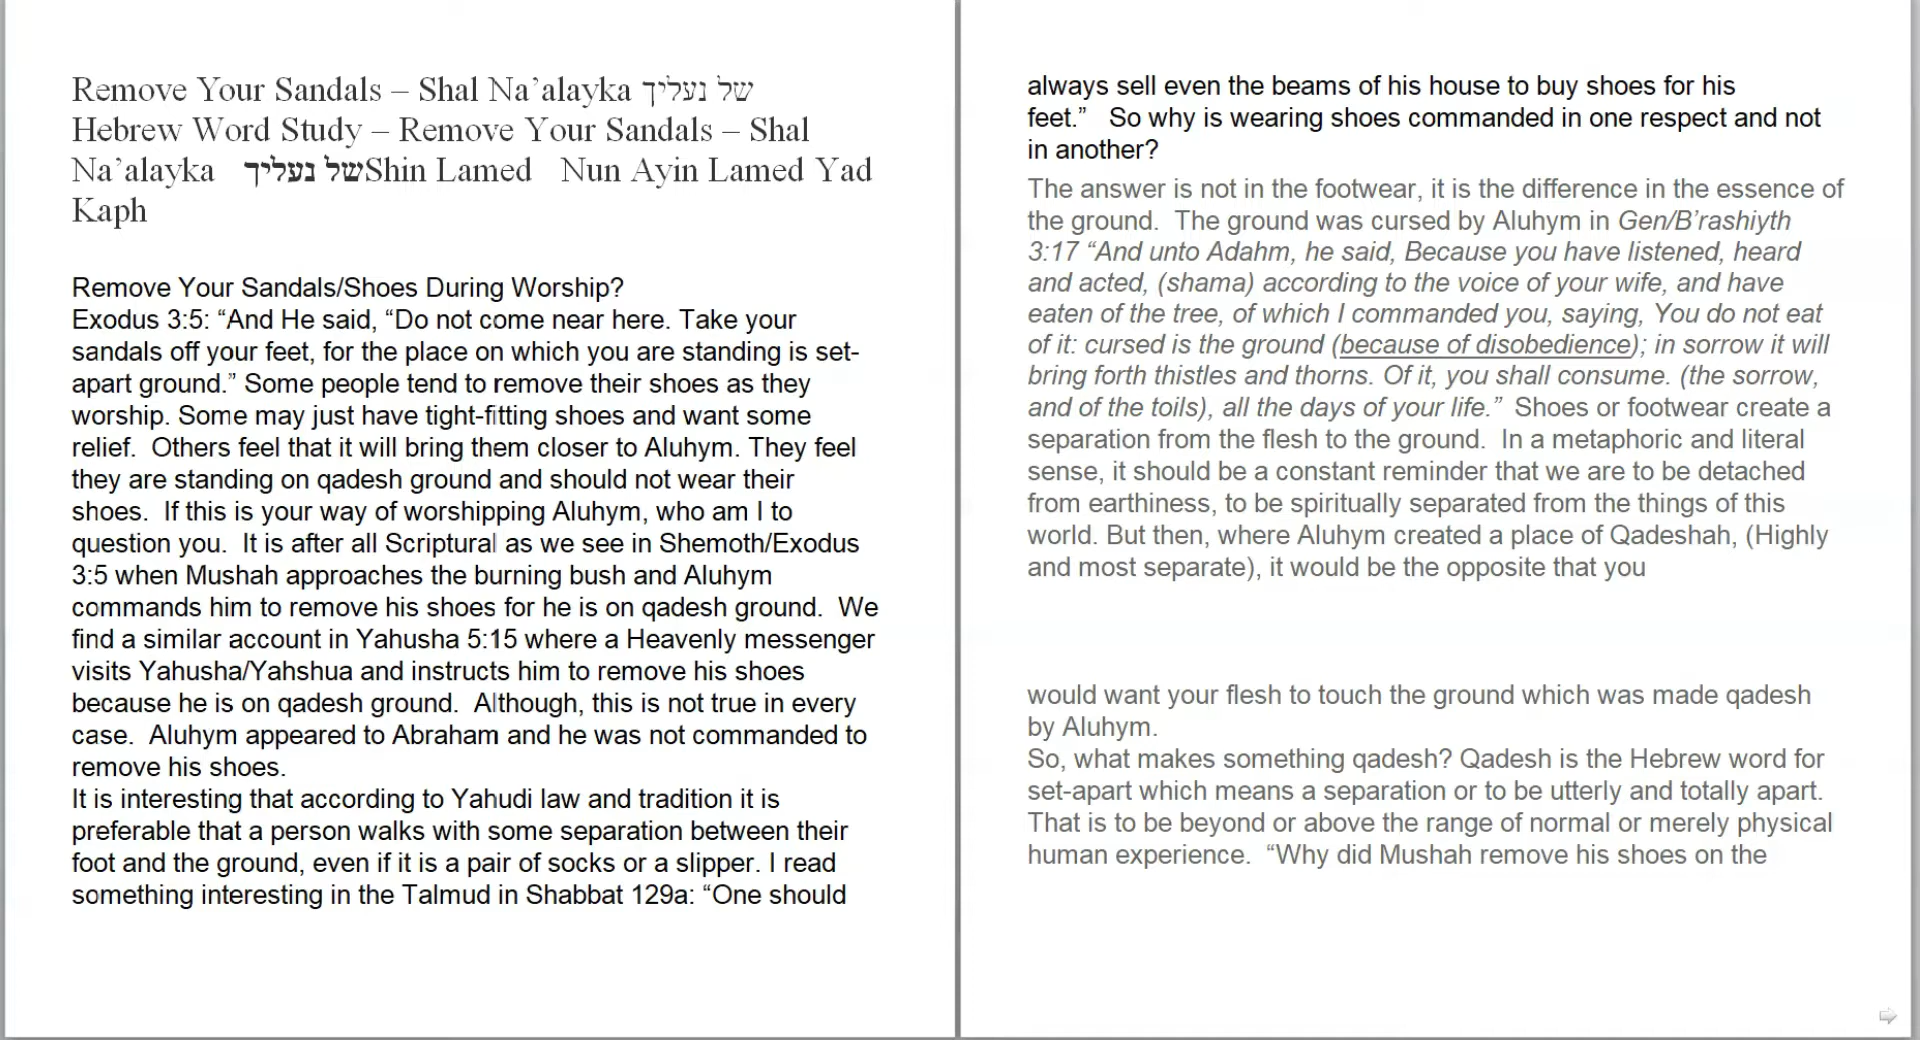 Remove Your Sandals – Shal Na’alayka של נעליך
Hebrew Word Study – Remove Your Sandals – Shal
Na’alayka של נעליךShin Lamed Nun Ayin Lamed Yad
Kaph
Remove Your Sandals/Shoes During Worship?
Exodus 3:5: “And He said, “Do not come near here. Take your
sandals off your feet, for the place on which you are standing is set-
apart ground.” Some people tend to remove their shoes as they
worship. Some may just have tight-fitting shoes and want some
relief. Others feel that it will bring them closer to Aluhym. They feel
they are standing on qadesh ground and should not wear their
shoes. If this is your way of worshipping Aluhym, who am I to
question you. It is after all Scriptural as we see in Shemoth/Exodus
3:5 when Mushah approaches the burning bush and Aluhym
commands him to remove his shoes for he is on qadesh ground. We
find a similar account in Yahusha 5:15 where a Heavenly messenger
visits Yahusha/Yahshua and instructs him to remove his shoes
because he is on qadesh ground. Although, this is not true in every
case. Aluhym appeared to Abraham and he was not commanded to
remove his shoes.
It is interesting that according to Yahudi law and tradition it is
preferable that a person walks with some separation between their
foot and the ground, even if it is a pair of socks or a slipper. I read
something interesting in the Talmud in Shabbat 129a: “One should
always sell even the beams of his house to buy shoes for his
feet.” So why is wearing shoes commanded in one respect and not
in another?
The answer is not in the footwear, it is the difference in the essence of
the ground. The ground was cursed by Aluhym in Gen/B’rashiyth
3:17 “And unto Adahm, he said, Because you have listened, heard
and acted, (shama) according to the voice of your wife, and have
eaten of the tree, of which I commanded you, saying, You do not eat
of it: cursed is the ground (because of disobedience); in sorrow it will
bring forth thistles and thorns. Of it, you shall consume. (the sorrow,
and of the toils), all the days of your life.” Shoes or footwear create a
separation from the flesh to the ground. In a metaphoric and literal
sense, it should be a constant reminder that we are to be detached
from earthiness, to be spiritually separated from the things of this
world. But then, where Aluhym created a place of Qadeshah, (Highly
and most separate), it would be the opposite that you
would want your flesh to touch the ground which was made qadesh
by Aluhym.
So, what makes something qadesh? Qadesh is the Hebrew word for
set-apart which means a separation or to be utterly and totally apart.
That is to be beyond or above the range of normal or merely physical
human experience. “Why did Mushah remove his shoes on the